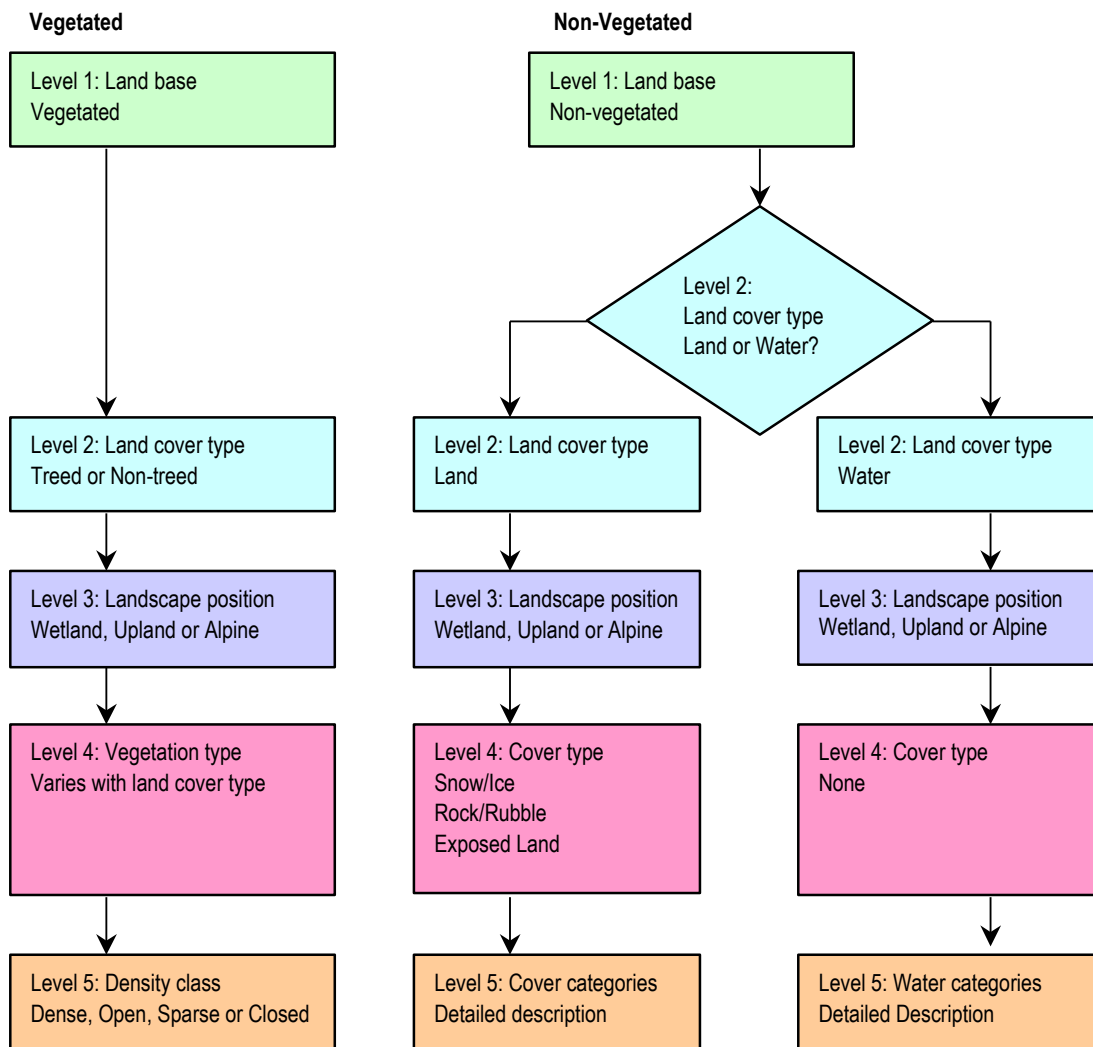 Vegetated
Non-Vegetated
Level 1: Land base
Vegetated
Level 1: Land base
Non-vegetated
Level 2:
Land cover type
Land or Water?
Level 2: Land cover type
Treed or Non-treed
Level 2: Land cover type
Land
Level 2: Land cover type
Water
Level 3: Landscape position
Wetland, Upland or Alpine
Level 3: Landscape position
Wetland, Upland or Alpine
Level 3: Landscape position
Wetland, Upland or Alpine
Level 4: Vegetation type
Varies with land cover type
Level 4: Cover type
Snow/Ice
Rock/Rubble
Exposed Land
Level 4: Cover type
None
Level 5: Density class
Dense, Open, Sparse or Closed
Level 5: Cover categories
Detailed description
Level 5: Water categories
Detailed Description